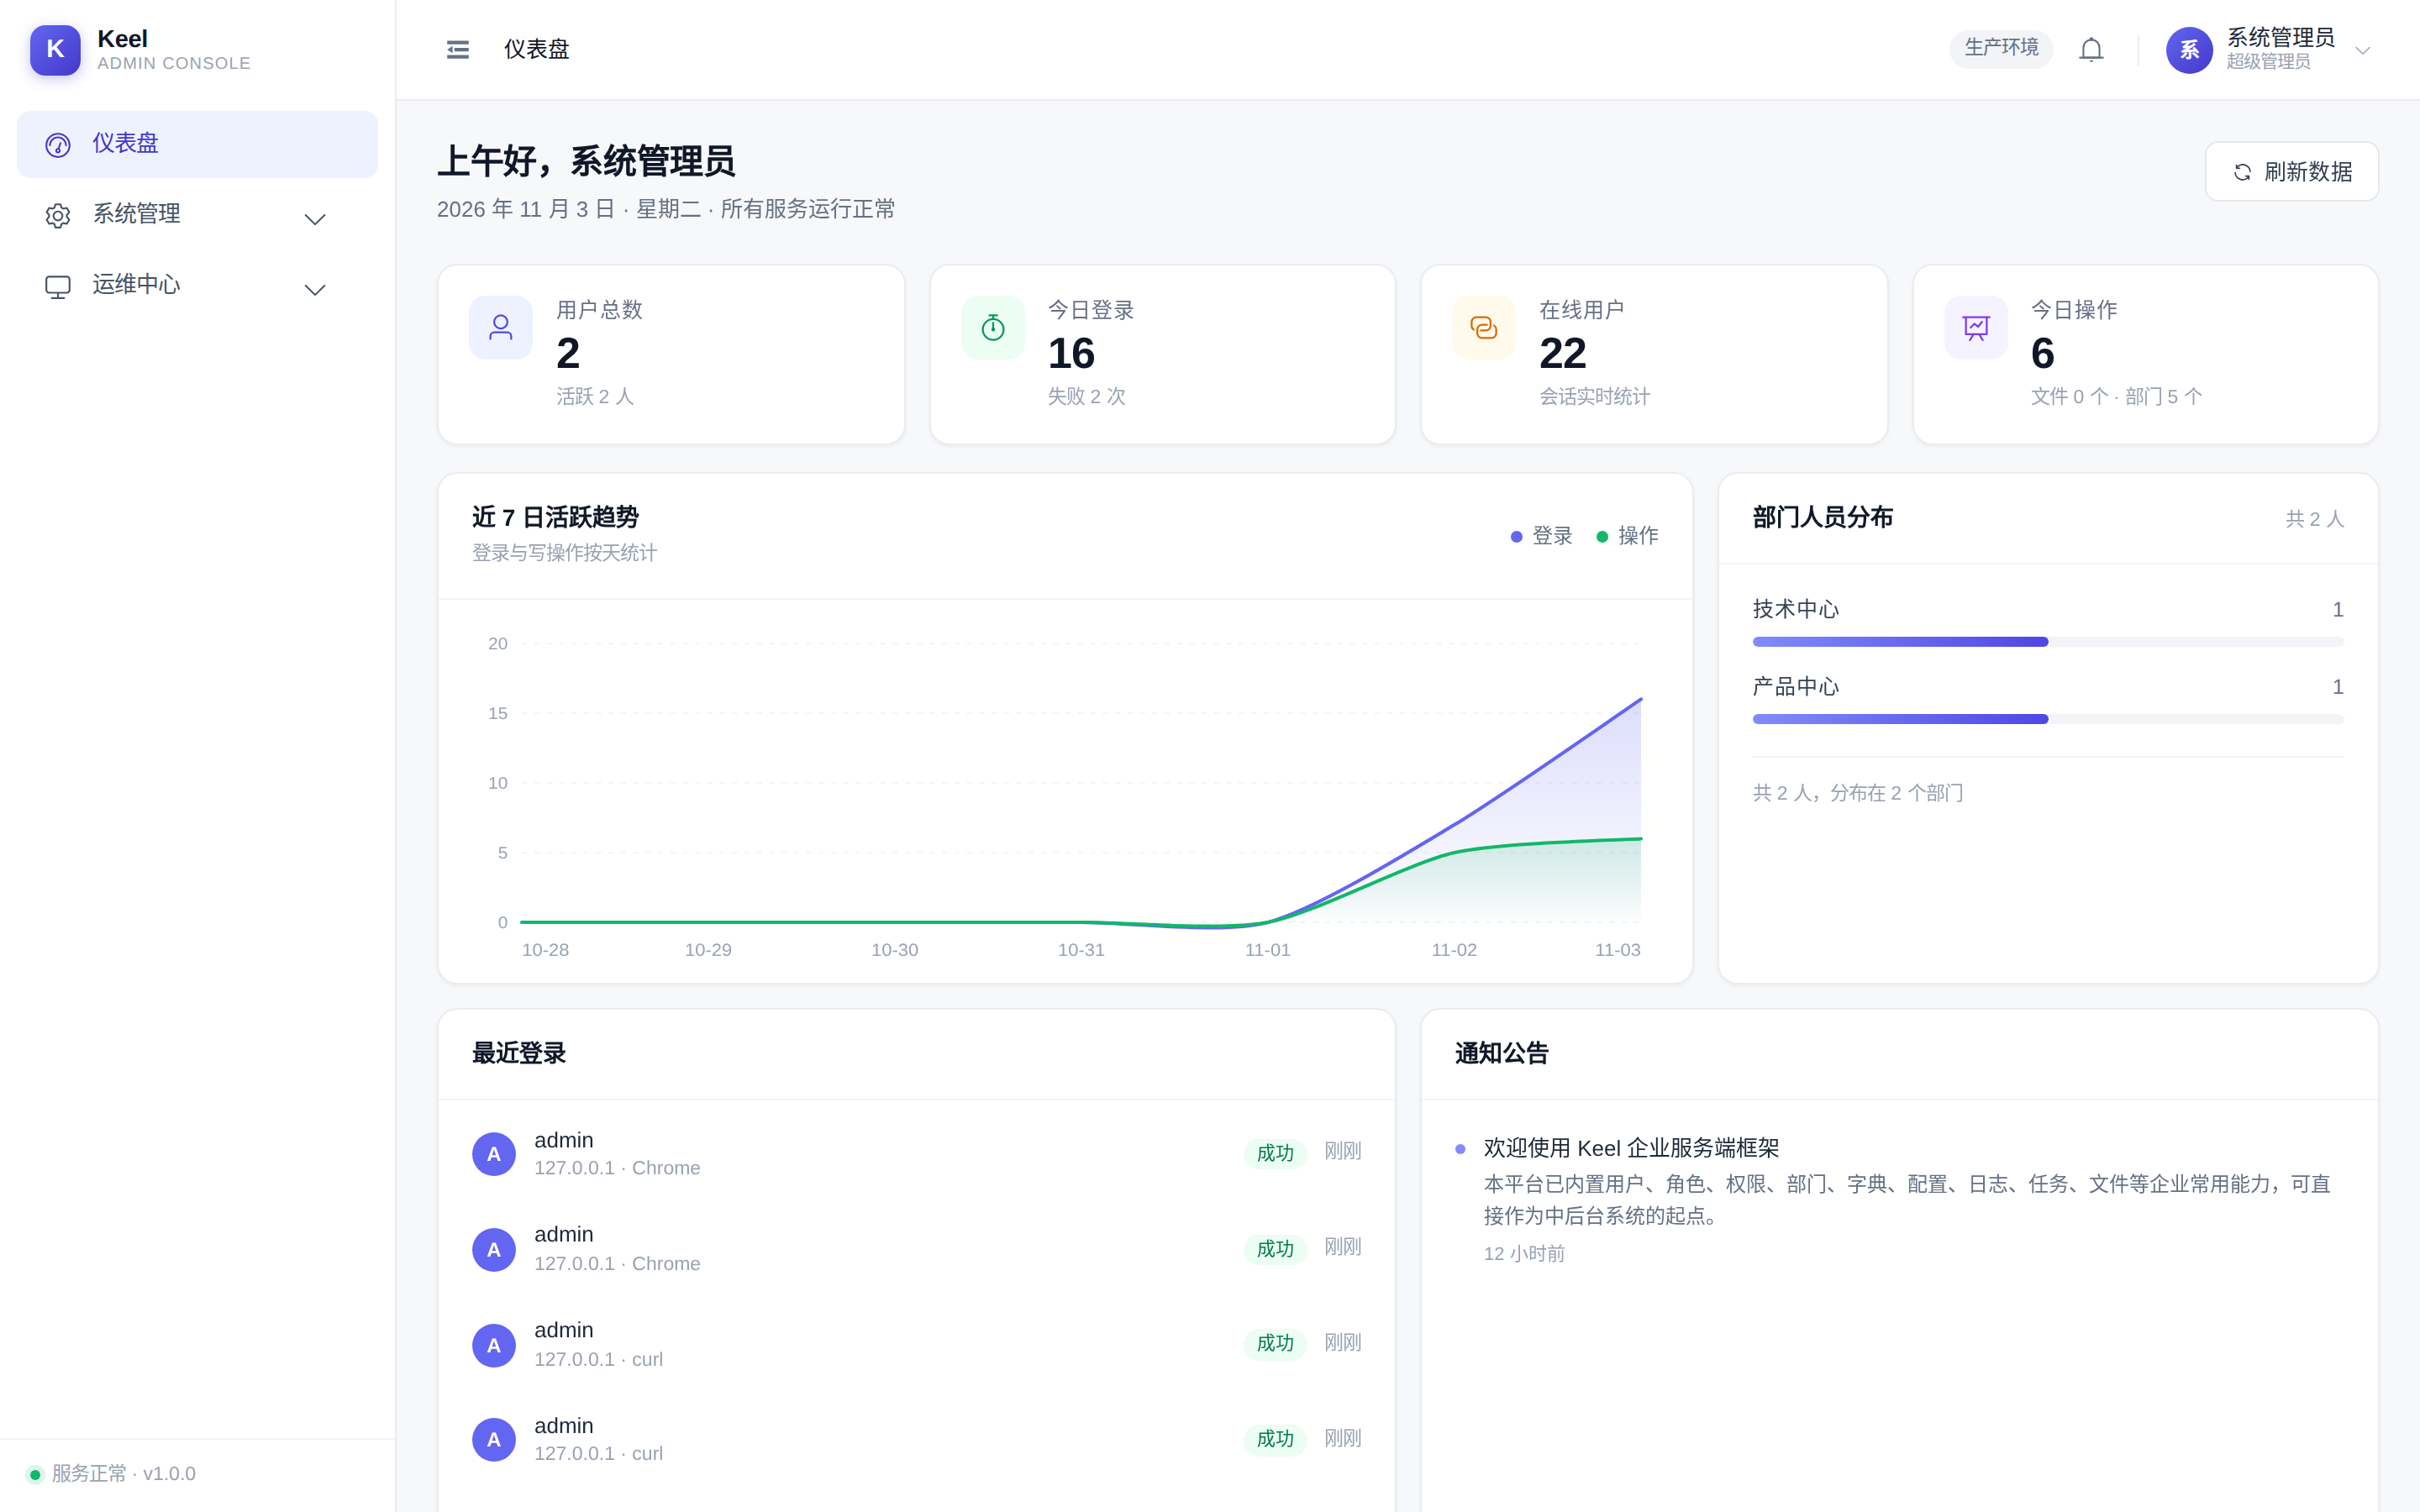 K
Keel
ADMIN CONSOLE
仪表盘
系统管理
运维中心
服务正常 · v1.0.0
仪表盘
生产环境
系
系统管理员
超级管理员
上午好，系统管理员
2026 年 11 月 3 日 · 星期二 · 所有服务运行正常
刷新数据
用户总数
2
活跃 2 人
今日登录
16
失败 2 次
在线用户
22
会话实时统计
今日操作
6
文件 0 个 · 部门 5 个
近 7 日活跃趋势
登录与写操作按天统计
登录 操作
20
15
10
5
0
10-28 10-29 10-30 10-31 11-01 11-02 11-03
部门人员分布
共 2 人
技术中心 1
产品中心 1
共 2 人，分布在 2 个部门
最近登录
A
admin
127.0.0.1 · Chrome
成功 刚刚
A
admin
127.0.0.1 · Chrome
成功 刚刚
A
admin
127.0.0.1 · curl
成功 刚刚
A
admin
127.0.0.1 · curl
成功 刚刚
通知公告
欢迎使用 Keel 企业服务端框架
本平台已内置用户、角色、权限、部门、字典、配置、日志、任务、文件等企业常用能力，可直
接作为中后台系统的起点。
12 小时前